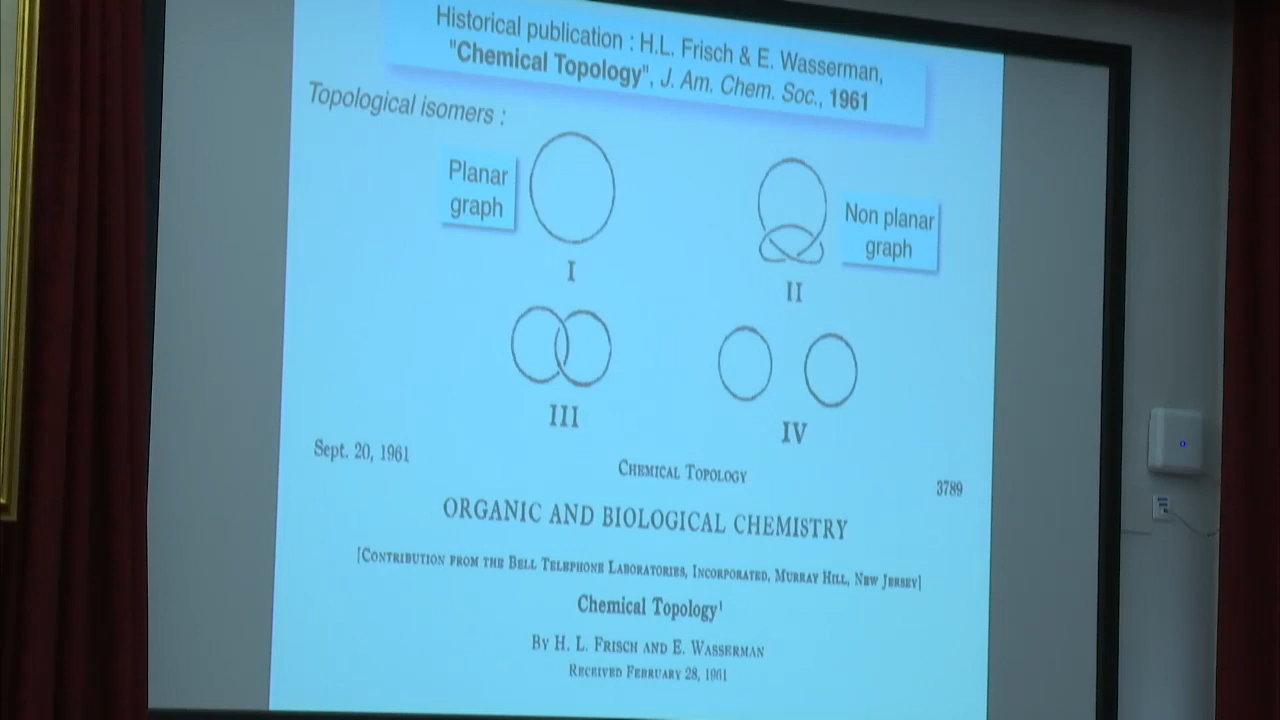 Historical publication : H.L. Frisch & E. Wasserman,
"Chemical Topology", J. Am. Chem. Soc., 1961
Topological isomers :
Planar
graph
I
Non planar
graph
II
III
IV
Sept. 20, 1961
CHEMICAL TOPOLOGY
3789
ORGANIC AND BIOLOGICAL CHEMISTRY
[CONTRIBUTION FROM THE BELL TELEPHONE LABORATORIES, INCORPORATED, MURRAY HILL, NEW JERSEY]
Chemical Topology¹
BY H. L. FRISCH AND E. WASSERMAN
RECEIVED FEBRUARY 28, 1961